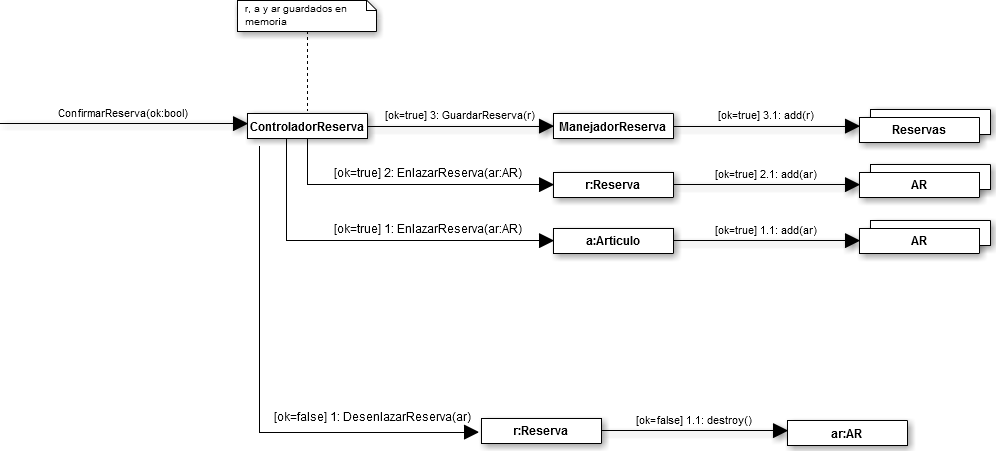 r, a y ar guardados en
memoria
ConfirmarReserva(ok:bool)
ControladorReserva
[ok=true] 3: GuardarReserva(r)
ManejadorReserva
[ok=true] 3.1: add(r)
Reservas
[ok=true] 2: EnlazarReserva(ar:AR)
r:Reserva
[ok=true] 2.1: add(ar)
AR
[ok=true] 1: EnlazarReserva(ar:AR)
a:Articulo
[ok=true] 1.1: add(ar)
AR
[ok=false] 1: DesenlazarReserva(ar)
r:Reserva
[ok=false] 1.1: destroy()
ar:AR